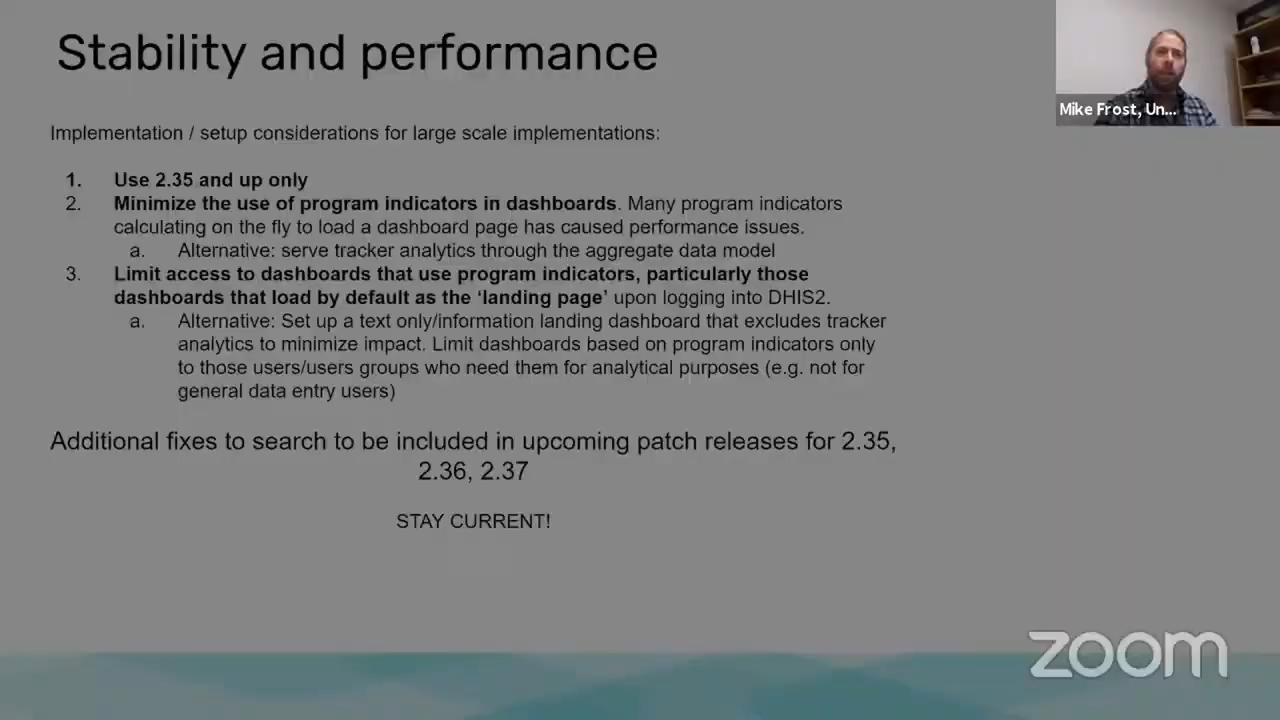 Stability and performance
Mike Frost, Un...
Implementation / setup considerations for large scale implementations:
1. Use 2.35 and up only
2. Minimize the use of program indicators in dashboards. Many program indicators
calculating on the fly to load a dashboard page has caused performance issues.
a. Alternative: serve tracker analytics through the aggregate data model
3. Limit access to dashboards that use program indicators, particularly those
dashboards that load by default as the ‘landing page’ upon logging into DHIS2.
a. Alternative: Set up a text only/information landing dashboard that excludes tracker
analytics to minimize impact. Limit dashboards based on program indicators only
to those users/users groups who need them for analytical purposes (e.g. not for
general data entry users)
Additional fixes to search to be included in upcoming patch releases for 2.35,
2.36, 2.37
STAY CURRENT!
zoom